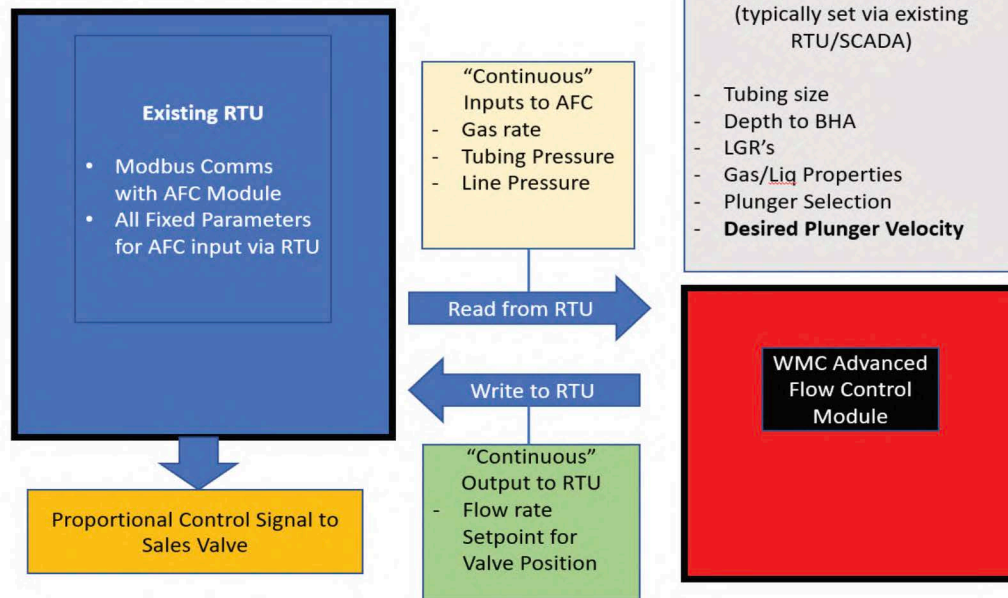 Existing RTU
• Modbus Comms
with AFC Module
• All Fixed Parameters
for AFC input via RTU
Proportional Control Signal to
Sales Valve
“Continuous”
Inputs to AFC
- Gas rate
- Tubing Pressure
- Line Pressure
Read from RTU
Write to RTU
“Continuous”
Output to RTU
- Flow rate
Setpoint for
Valve Position
(typically set via existing
RTU/SCADA)
- Tubing size
- Depth to BHA
- LGR's
- Gas/Liq Properties
- Plunger Selection
- Desired Plunger Velocity
WMC Advanced
Flow Control
Module